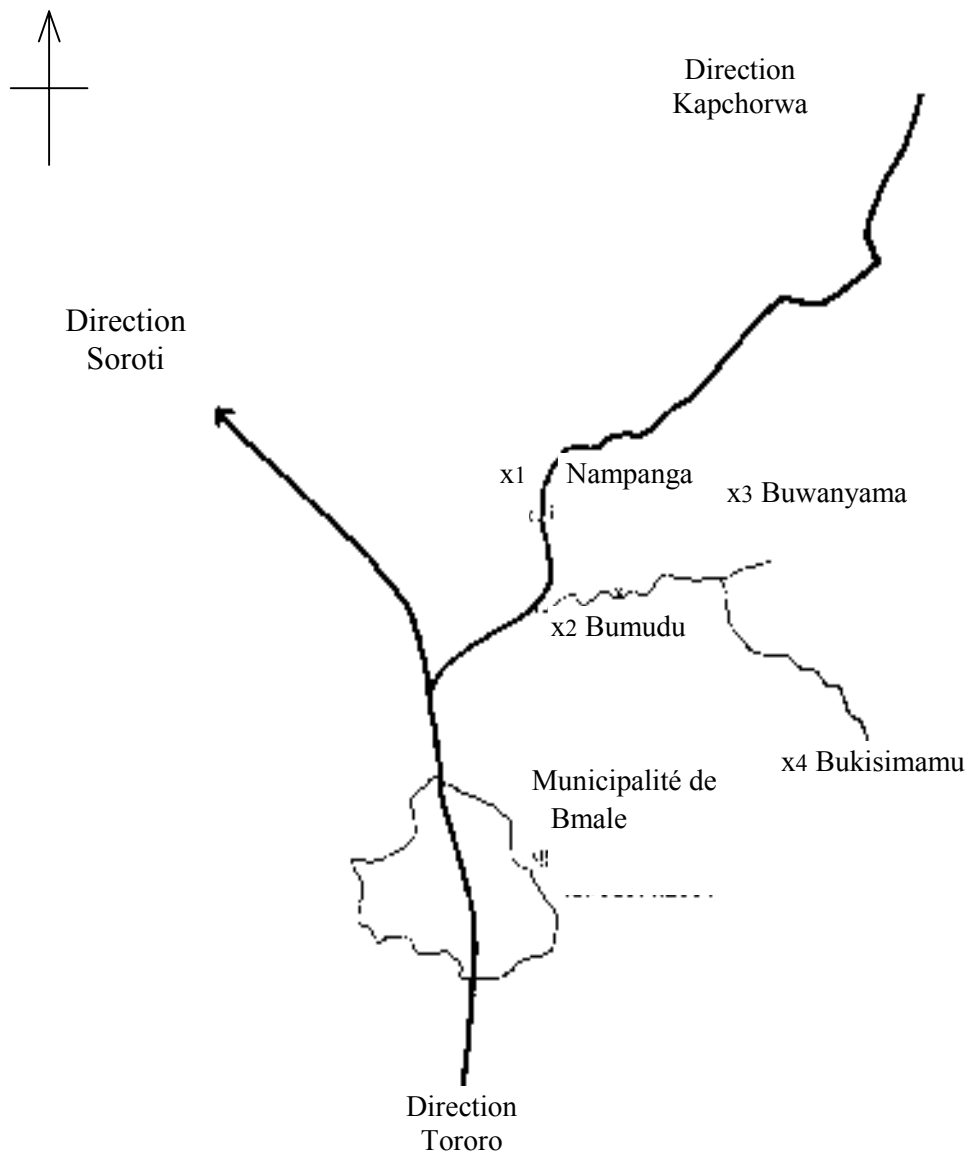 Direction
Kapchorwa
Direction
Soroti
x1 Nampanga
x3 Buwanyama
x2 Bumudu
x4 Bukisimamu
Municipalité de
Bmale
Direction
Tororo